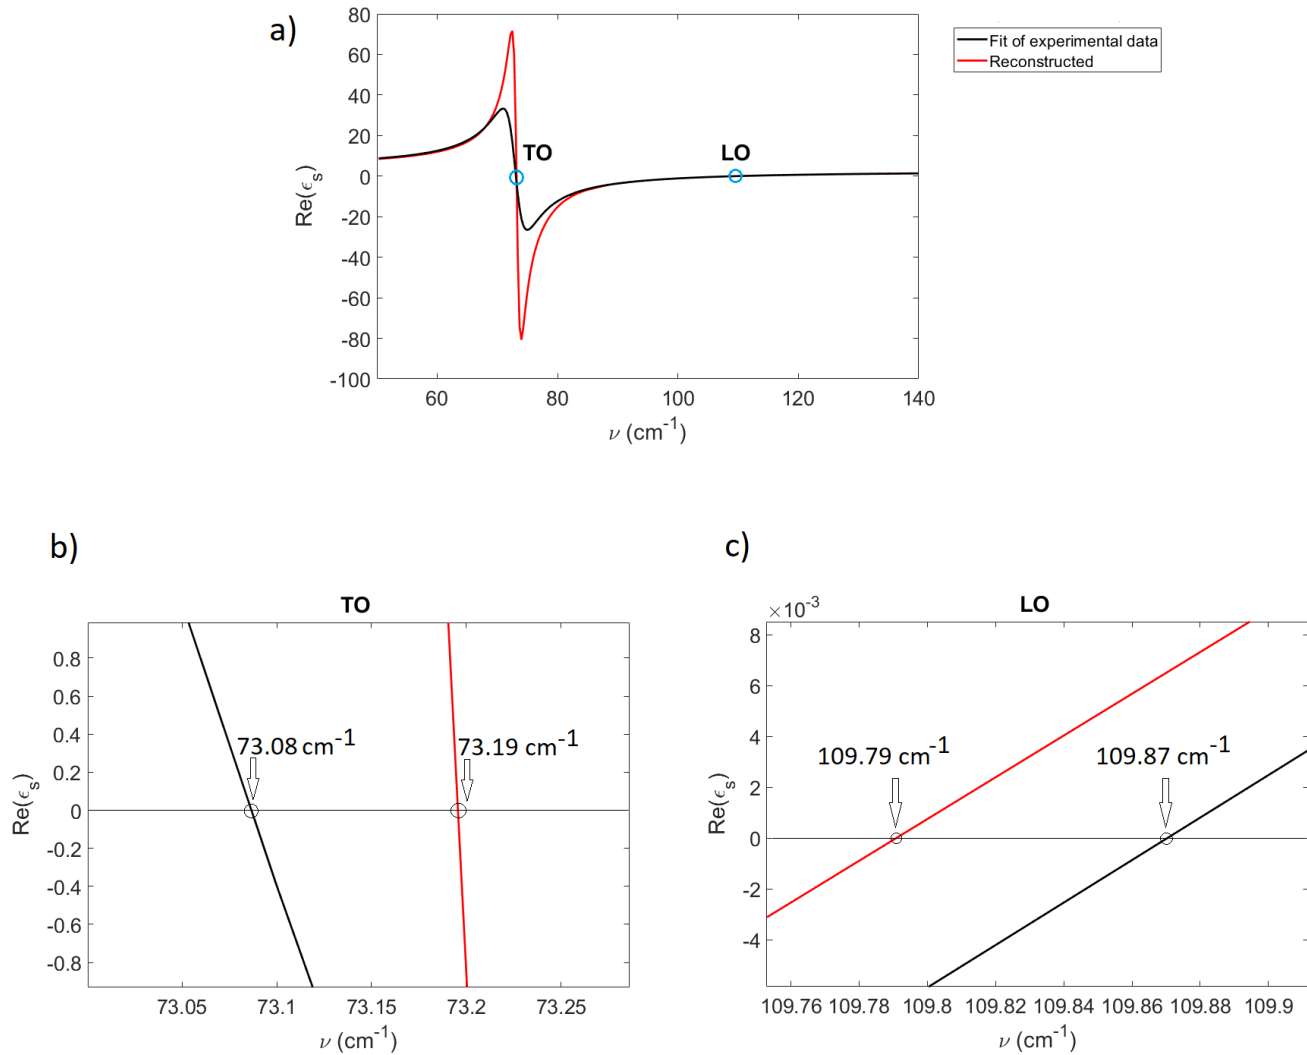 a)
80
60
40
20
0
-20
-40
-60
-80
-100
Re(ϵs)
TO
LO
60
80
100
120
140
ν (cm-1)
Fit of experimental data
Reconstructed
b)
TO
0.8
0.6
0.4
0.2
0
-0.2
-0.4
-0.6
-0.8
Re(ϵs)
73.08 cm-1
73.19 cm-1
73.05
73.1
73.15
73.2
73.25
ν (cm-1)
c)
×10-3
LO
8
6
4
2
0
-2
-4
Re(ϵs)
109.79 cm-1
109.87 cm-1
109.76
109.78
109.8
109.82
109.84
109.86
109.88
109.9
ν (cm-1)